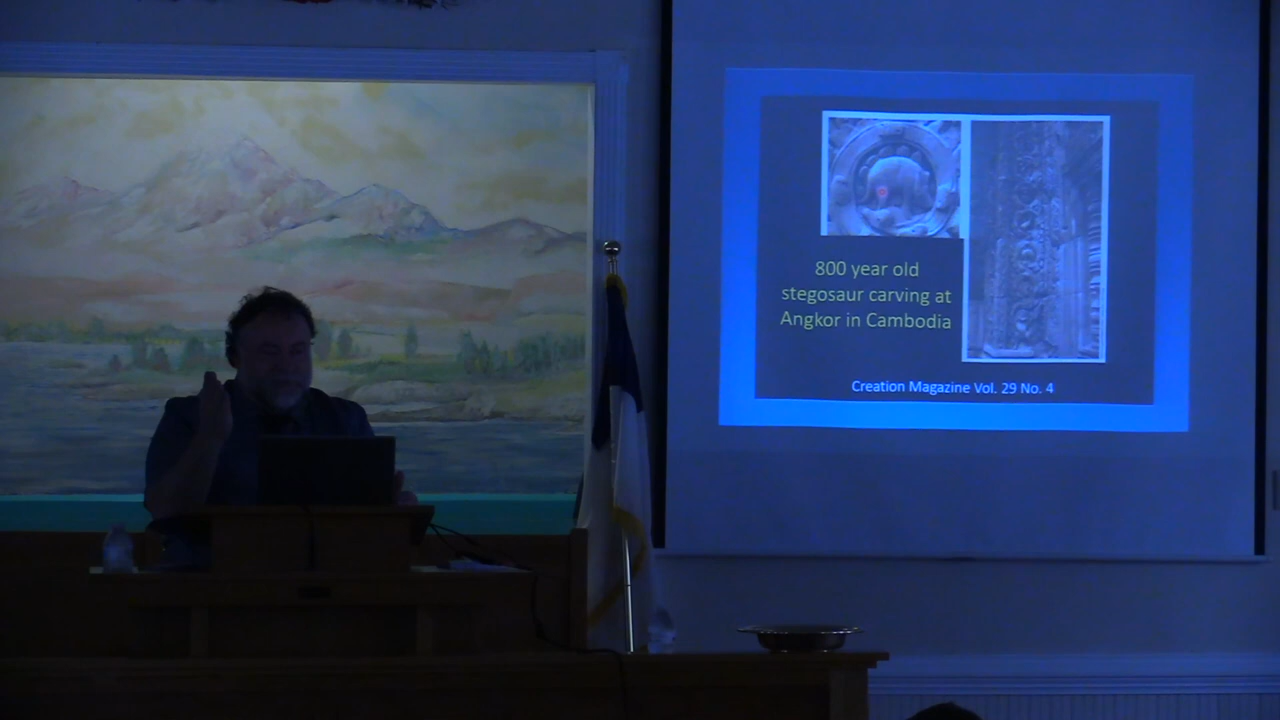 800 year old
stegosaur carving at
Angkor in Cambodia
Creation Magazine Vol. 29 No. 4